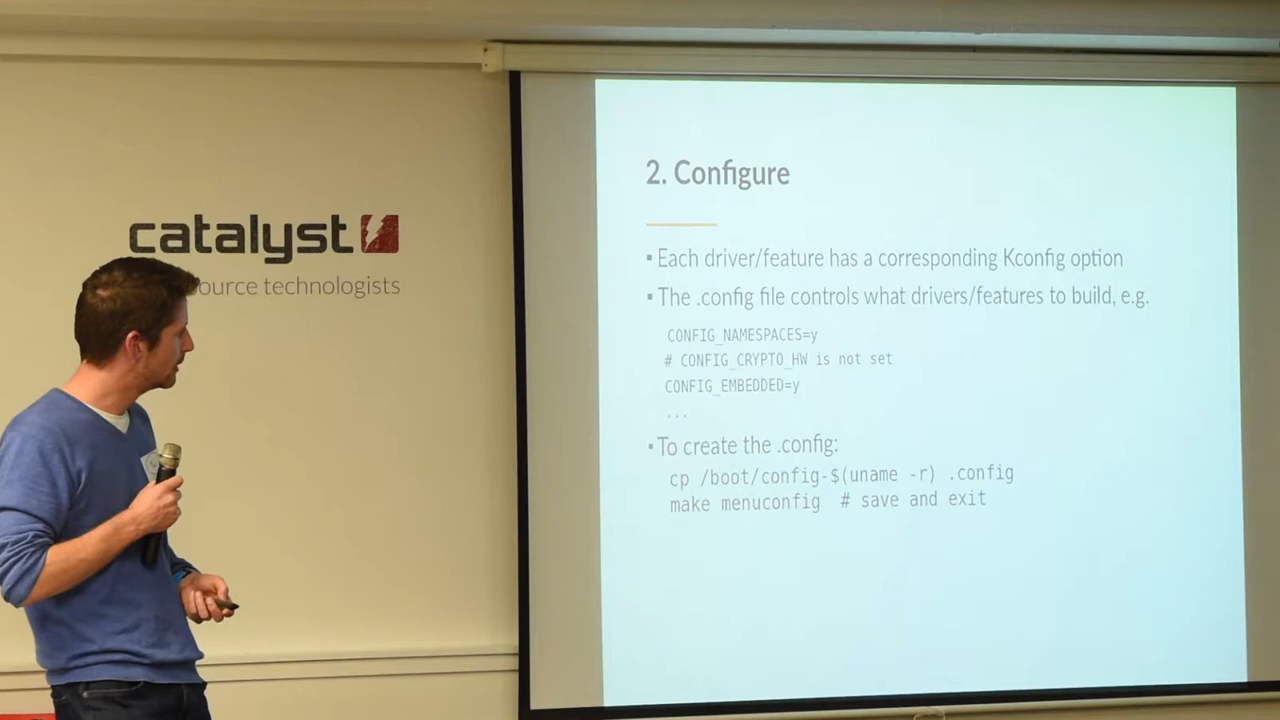 catalyst
ource technologists
2. Configure
▪ Each driver/feature has a corresponding Kconfig option
▪ The .config file controls what drivers/features to build, e.g.
CONFIG_NAMESPACES=y
# CONFIG_CRYPTO_HW is not set
CONFIG_EMBEDDED=y
...
▪ To create the .config:
cp /boot/config-$(uname -r) .config
make menuconfig # save and exit